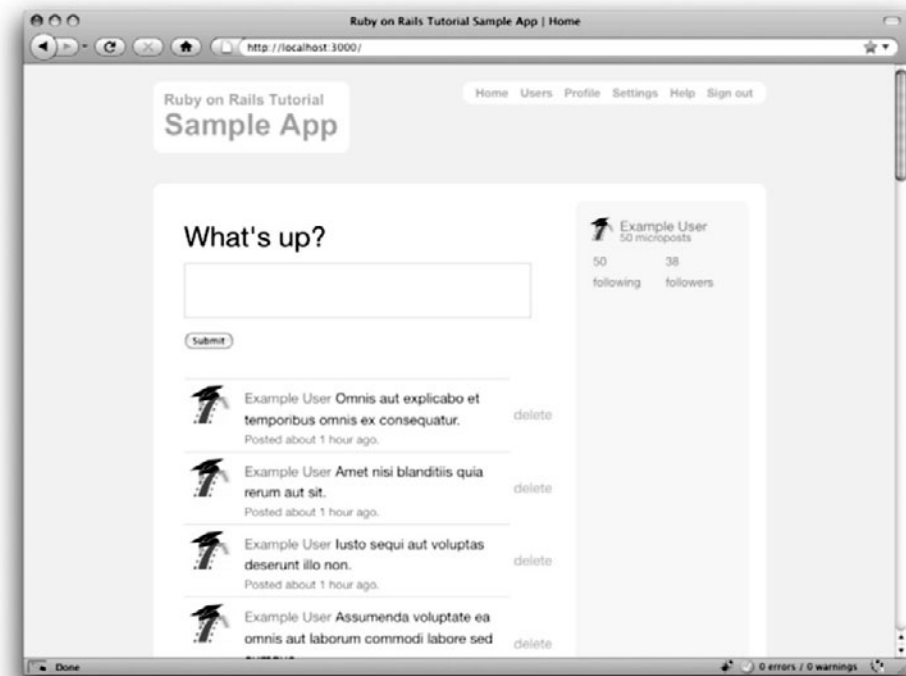 Ruby on Rails Tutorial Sample App | Home
http://localhost:3000/
Ruby on Rails Tutorial
Sample App
Home Users Profile Settings Help Sign out
What's up?
Submit
Example User
50 microposts
50 38
following followers
Example User Omnis aut explicabo et
temporibus omnis ex consequatur.
Posted about 1 hour ago.
delete
Example User Amet nisi blanditiis quia
rerum aut sit.
Posted about 1 hour ago.
delete
Example User Iusto sequi aut voluptas
deserunt illo non.
Posted about 1 hour ago.
delete
Example User Assumenda voluptate ea
omnis aut laborum commodi labore sed
delete
Done
0 errors / 0 warnings